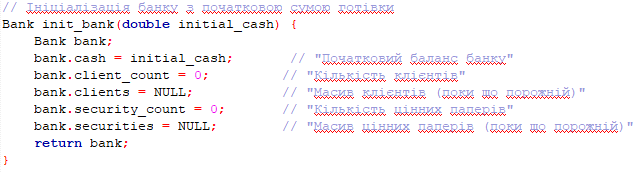 // Ініціалізація банку з початковою сумою готівки
Bank init_bank(double initial_cash) {
    Bank bank;
    bank.cash = initial_cash;        // "Початковий баланс банку"
    bank.client_count = 0;          // "Кількість клієнтів"
    bank.clients = NULL;            // "Масив клієнтів (поки що порожній)"
    bank.security_count = 0;        // "Кількість цінних паперів"
    bank.securities = NULL;         // "Масив цінних паперів (поки що порожній)"
    return bank;
}